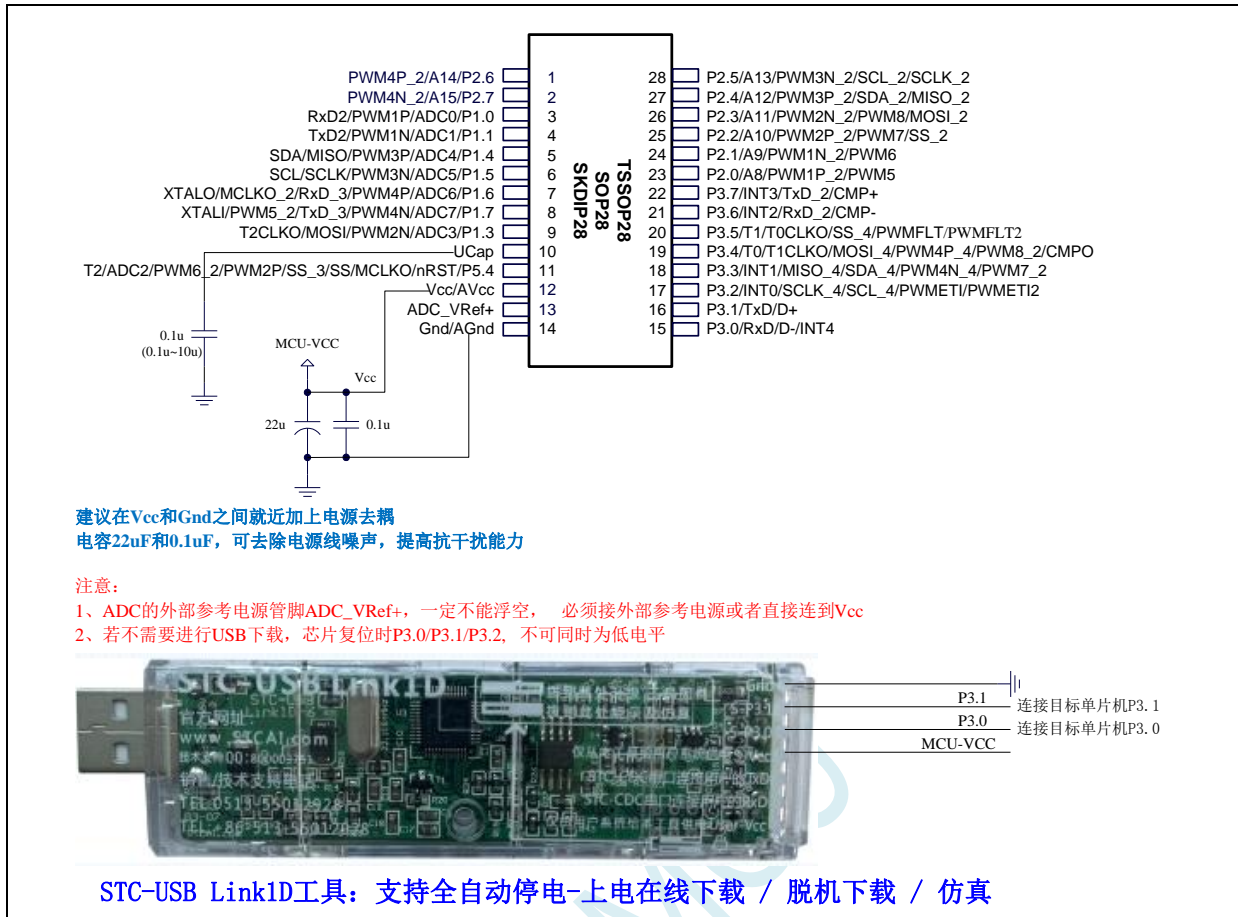 PWM4P_2/A14/P2.6 1 28 P2.5/A13/PWM3N_2/SCL_2/SCLK_2
PWM4N_2/A15/P2.7 2 27 P2.4/A12/PWM3P_2/SDA_2/MISO_2
RxD2/PWM1P/ADC0/P1.0 3 26 P2.3/A11/PWM2N_2/PWM8/MOSI_2
TxD2/PWM1N/ADC1/P1.1 4 25 P2.2/A10/PWM2P_2/PWM7/SS_2
SDA/MISO/PWM3P/ADC4/P1.4 5 24 P2.1/A9/PWM1N_2/PWM6
SCL/SCLK/PWM3N/ADC5/P1.5 6 23 P2.0/A8/PWM1P_2/PWM5
XTALO/MCLKO_2/RxD_3/PWM4P/ADC6/P1.6 7 22 P3.7/INT3/TxD_2/CMP+
XTALI/PWM5_2/TxD_3/PWM4N/ADC7/P1.7 8 21 P3.6/INT2/RxD_2/CMP-
T2CLKO/MOSI/PWM2N/ADC3/P1.3 9 20 P3.5/T1/T0CLKO/SS_4/PWMFLT/PWMFLT2
UCap 10 19 P3.4/T0/T1CLKO/MOSI_4/PWM4P_4/PWM8_2/CMPO
T2/ADC2/PWM6_2/PWM2P/SS_3/SS/MCLKO/nRST/P5.4 11 18 P3.3/INT1/MISO_4/SDA_4/PWM4N_4/PWM7_2
Vcc/AVcc 12 17 P3.2/INT0/SCLK_4/SCL_4/PWMETI/PWMETI2
ADC_VRef+ 13 16 P3.1/TxD/D+
Gnd/AGnd 14 15 P3.0/RxD/D-/INT4
TSSOP28
SOP28
SKDIP28
0.1u
(0.1u~10u)
MCU-VCC
Vcc
22u 0.1u
建议在Vcc和Gnd之间就近加上电源去耦
电容22uF和0.1uF，可去除电源线噪声，提高抗干扰能力
注意：
1、ADC的外部参考电源管脚ADC_VRef+，一定不能浮空， 必须接外部参考电源或者直接连到Vcc
2、若不需要进行USB下载，芯片复位时P3.0/P3.1/P3.2, 不可同时为低电平
STC-USB Link1D
官方网址
Gnd
P3.1 连接目标单片机P3.1
P3.0 连接目标单片机P3.0
MCU-VCC
TEL:0513-55012928
STC-USB Link1D工具：支持全自动停电-上电在线下载 / 脱机下载 / 仿真